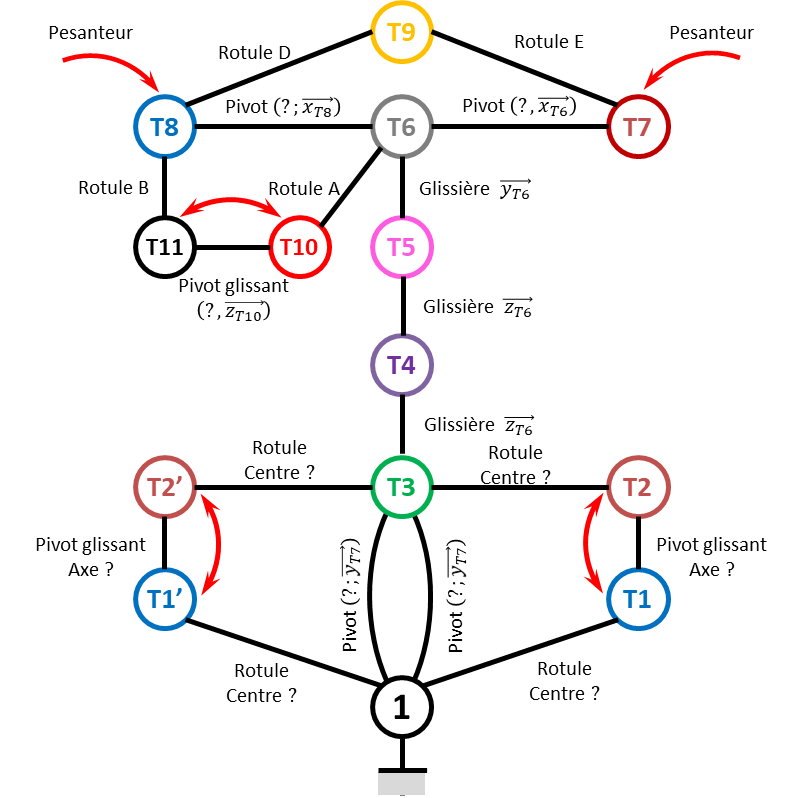 T9
Pesanteur
Rotule D
Rotule E
Pesanteur
T8
Pivot (? ; x_T8)
T6
Pivot (?, x_T6)
T7
Rotule B
Rotule A
Glissière y_T6
T11
T10
T5
Pivot glissant
(?, z_T10)
Glissière z_T6
T4
Glissière z_T6
Rotule
Centre ?
Rotule
Centre ?
T2’
T3
T2
Pivot glissant
Axe ?
Pivot (? ; y_T7)
Pivot (? ; y_T7)
Pivot glissant
Axe ?
T1’
T1
Rotule
Centre ?
Rotule
Centre ?
1